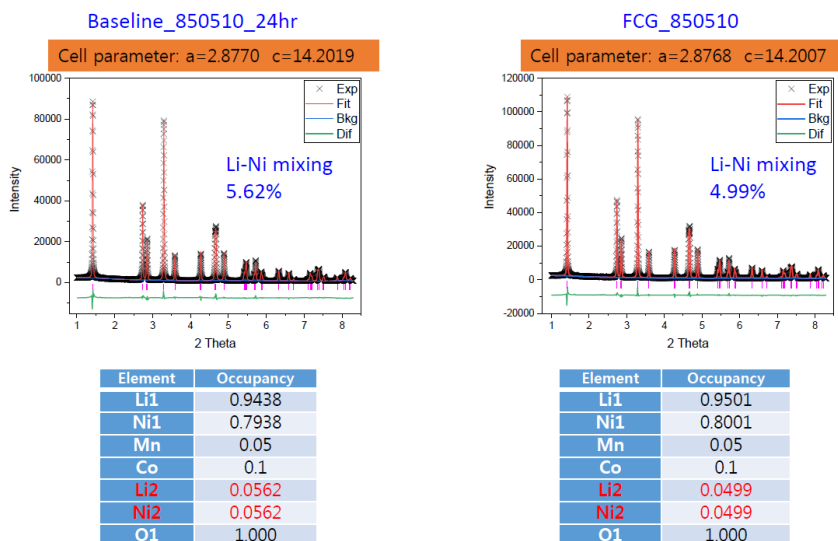 Baseline_850510_24hr
Cell parameter: a=2.8770 c=14.2019
100000
80000
60000
40000
20000
0
Intensity
Exp
Fit
Bkg
Dif
Li-Ni mixing
5.62%
1 2 3 4 5 6 7 8
2 Theta
Element Occupancy
Li1 0.9438
Ni1 0.7938
Mn 0.05
Co 0.1
Li2 0.0562
Ni2 0.0562
O1 1.000
FCG_850510
Cell parameter: a=2.8768 c=14.2007
120000
100000
80000
60000
40000
20000
0
-20000
Intensity
Exp
Fit
Bkg
Dif
Li-Ni mixing
4.99%
1 2 3 4 5 6 7 8
2 Theta
Element Occupancy
Li1 0.9501
Ni1 0.8001
Mn 0.05
Co 0.1
Li2 0.0499
Ni2 0.0499
O1 1.000